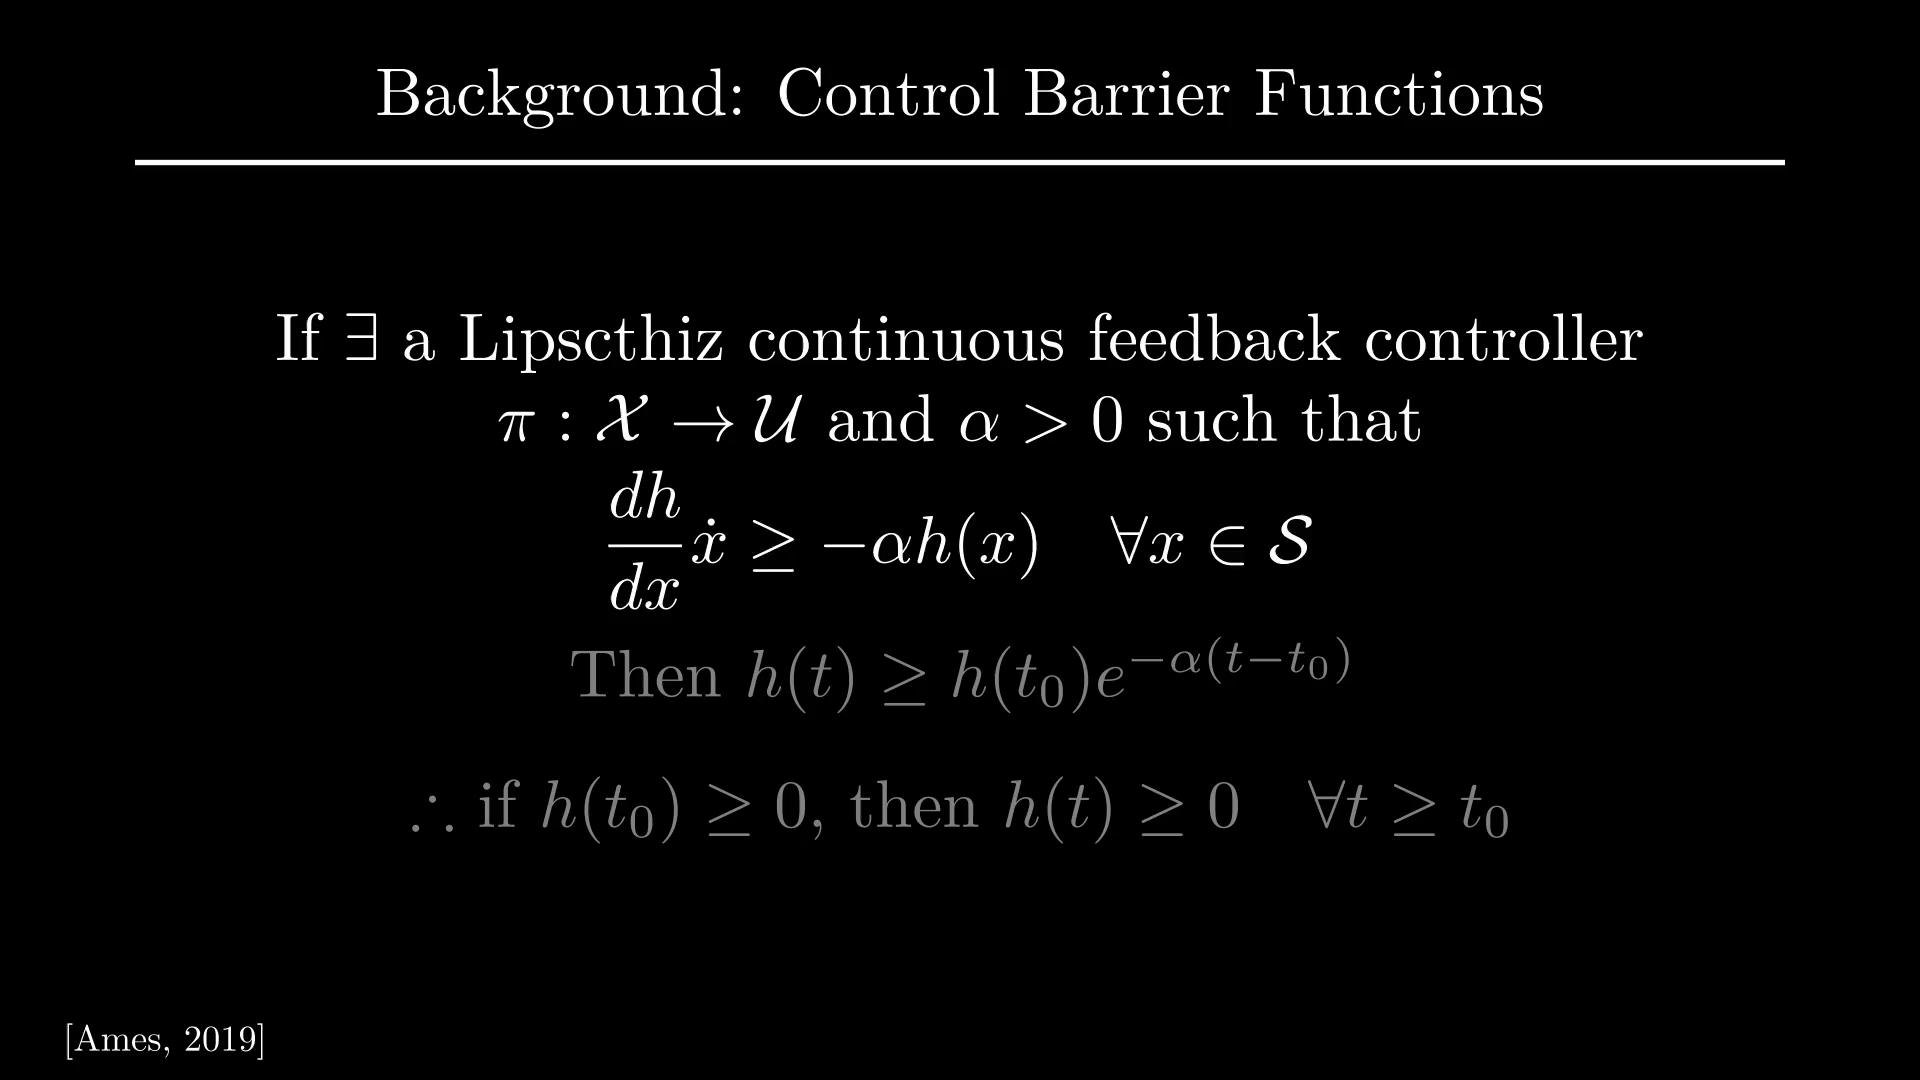 Background: Control Barrier Functions
If ∃ a Lipscthiz continuous feedback controller
π : 𝒳 → 𝒰 and α > 0 such that
\frac{dh}{dx}ẋ ≥ −αh(x) ∀x ∈ 𝒮
Then h(t) ≥ h(t₀)e^{−α(t−t₀)}
∴ if h(t₀) ≥ 0, then h(t) ≥ 0 ∀t ≥ t₀
[Ames, 2019]